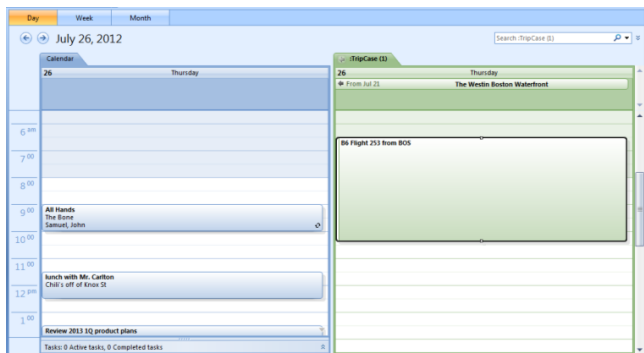 Day Week Month
July 26, 2012
Search :TripCase (1)
Calendar
:TripCase (1)
26 Thursday
26 Thursday
From Jul 21 The Westin Boston Waterfront
6 am
7 00
8 00
9 00
10 00
11 00
12 pm
1 00
All Hands
The Bone
Samuel, John
lunch with Mr. Carlton
Chili's off of Knox St
Review 2013 1Q product plans
B6 Flight 253 from BOS
Tasks: 0 Active tasks, 0 Completed tasks